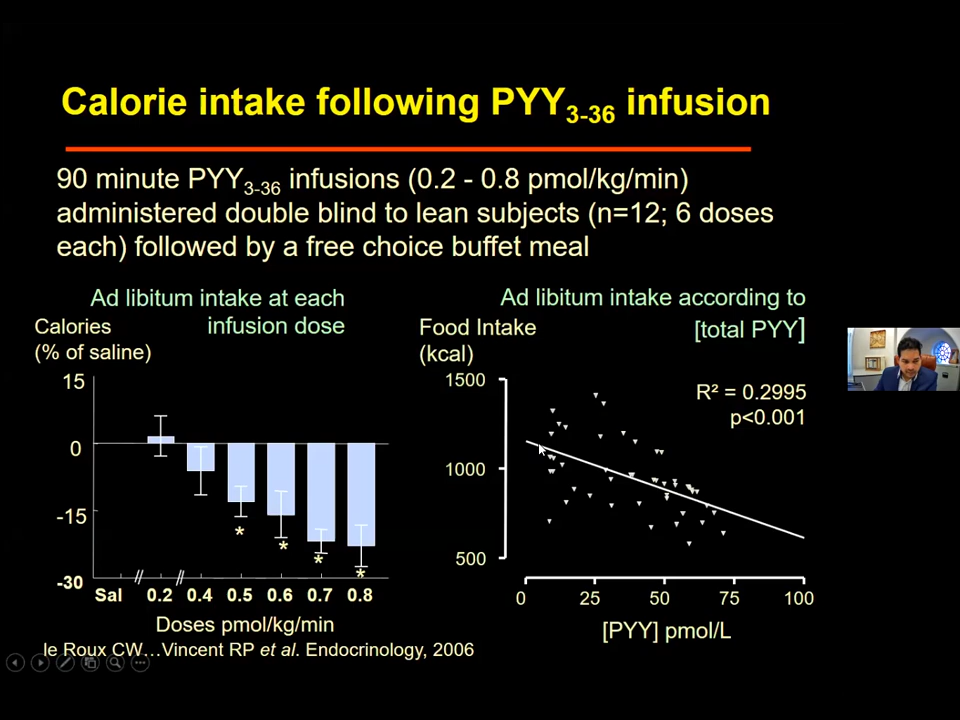 Calorie intake following PYY3-36 infusion
90 minute PYY3-36 infusions (0.2 - 0.8 pmol/kg/min)
administered double blind to lean subjects (n=12; 6 doses
each) followed by a free choice buffet meal
Ad libitum intake at each
infusion dose
Calories
(% of saline)
15
0
-15
-30
Sal 0.2 0.4 0.5 0.6 0.7 0.8
* * * *
Doses pmol/kg/min
Ad libitum intake according to
[total PYY]
Food Intake
(kcal)
R² = 0.2995
p<0.001
1500
1000
500
0 25 50 75 100
[PYY] pmol/L
le Roux CW…Vincent RP et al. Endocrinology, 2006